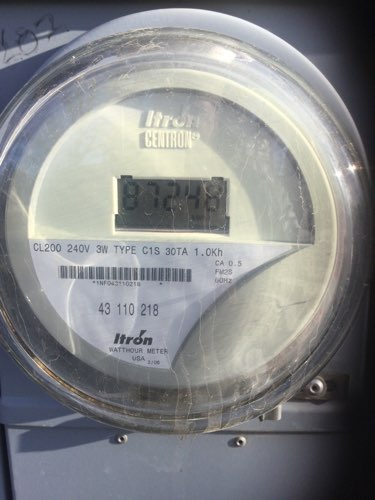 Itron
CENTRON®
87248
CL200 240V 3W TYPE C1S 30TA 1.0Kh
CA 0.5
FM2S
60Hz
43 110 218
Itron
WATTHOUR METER
USA